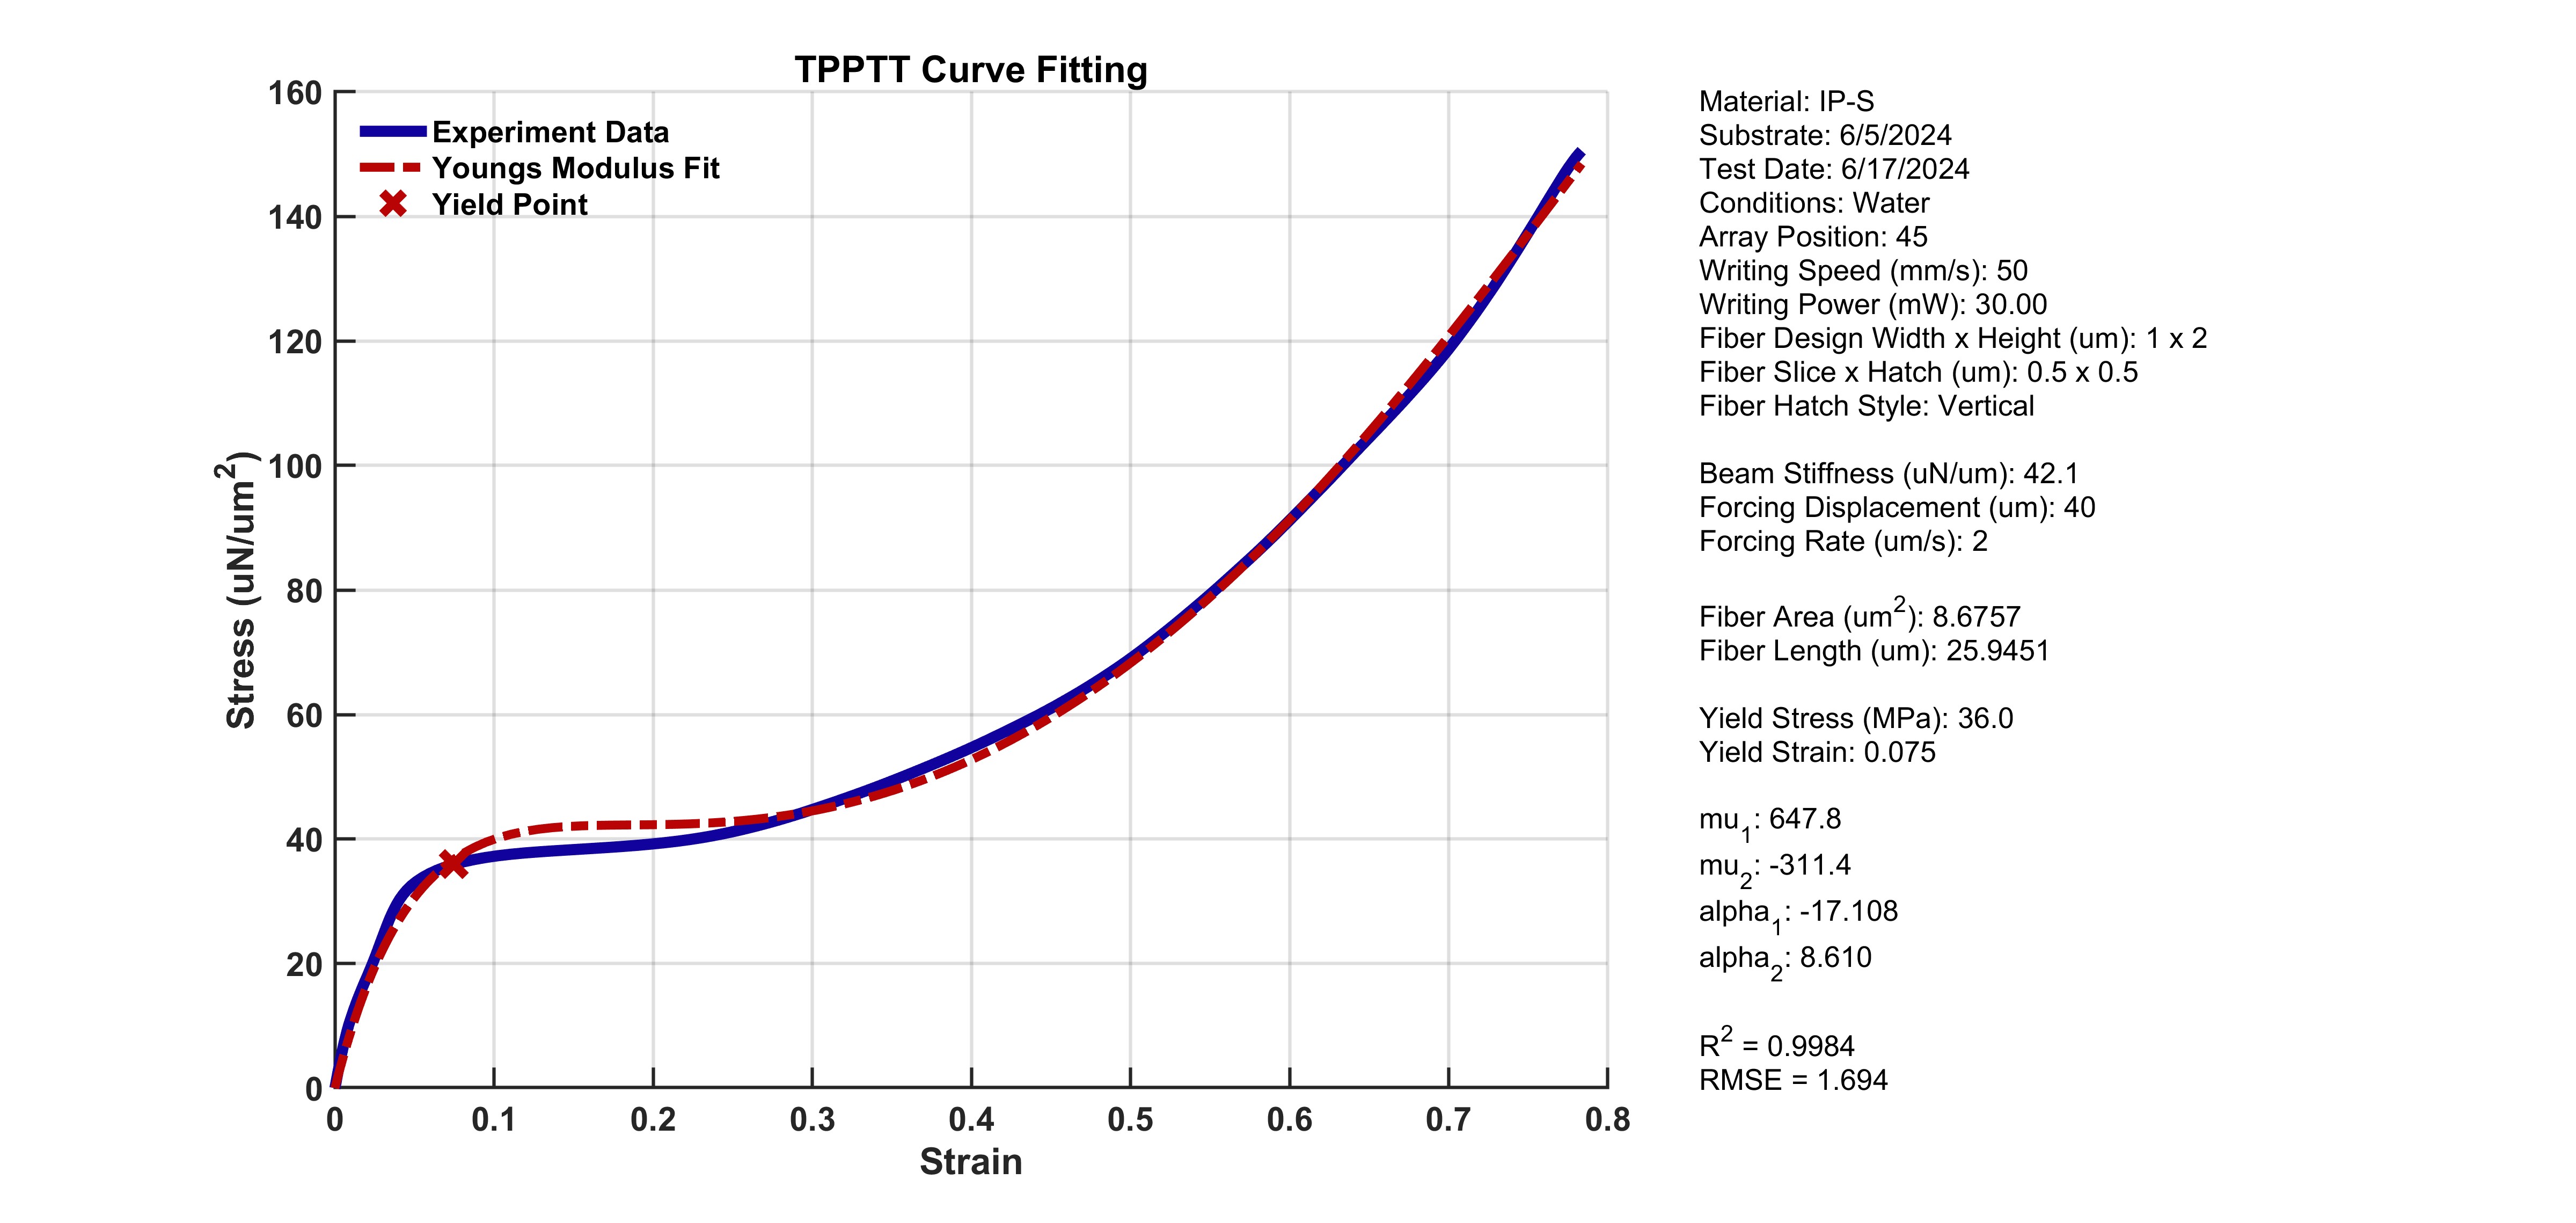 TPPTT Curve Fitting
160
140
120
100
80
60
40
20
0
Stress (uN/um²)
Experiment Data
Youngs Modulus Fit
Yield Point
0 0.1 0.2 0.3 0.4 0.5 0.6 0.7 0.8
Strain
Material: IP-S
Substrate: 6/5/2024
Test Date: 6/17/2024
Conditions: Water
Array Position: 45
Writing Speed (mm/s): 50
Writing Power (mW): 30.00
Fiber Design Width x Height (um): 1 x 2
Fiber Slice x Hatch (um): 0.5 x 0.5
Fiber Hatch Style: Vertical
Beam Stiffness (uN/um): 42.1
Forcing Displacement (um): 40
Forcing Rate (um/s): 2
Fiber Area (um²): 8.6757
Fiber Length (um): 25.9451
Yield Stress (MPa): 36.0
Yield Strain: 0.075
mu₁: 647.8
mu₂: -311.4
alpha₁: -17.108
alpha₂: 8.610
R² = 0.9984
RMSE = 1.694